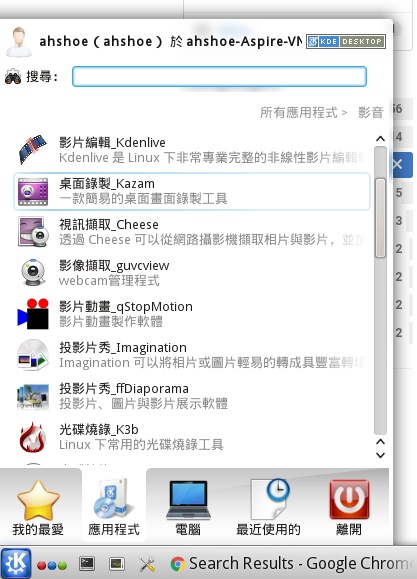 ahshoe ( ahshoe ) 於 ahshoe-Aspire-VN
KDE DESKTOP
搜尋：
所有應用程式 > 影音
影片編輯_Kdenlive
Kdenlive 是 Linux 下非常專業完整的非線性影片編輯
桌面錄製_Kazam
一款簡易的桌面畫面錄製工具
視訊擷取_Cheese
透過 Cheese 可以從網路攝影機擷取相片與影片，並
影像擷取_guvcview
webcam管理程式
影片動畫_qStopMotion
影片動畫製作軟體
投影片秀_Imagination
Imagination 可以將相片或圖片輕易的轉成具豐富轉
投影片秀_ffDiaporama
投影片、圖片與影片展示軟體
光碟燒錄_K3b
Linux 下常用的光碟燒錄工具
我的最愛
應用程式
電腦
最近使用的
離開
Search Results - Google Chrome
56
4
5
3
2
2
2